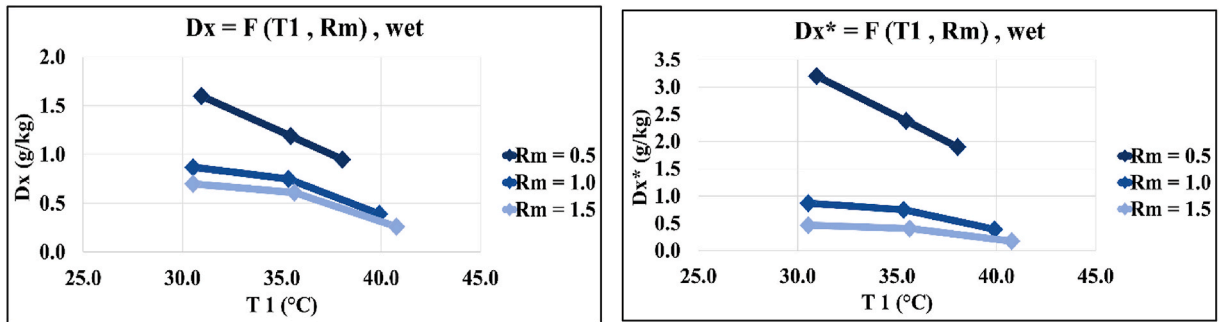 Dx = F (T1 , Rm) , wet
2.0
1.5
1.0
0.5
0.0
Dx (g/kg)
25.0 30.0 35.0 40.0 45.0
T 1 (°C)
Rm = 0.5
Rm = 1.0
Rm = 1.5
Dx* = F (T1 , Rm) , wet
3.5
3.0
2.5
2.0
1.5
1.0
0.5
0.0
Dx* (g/kg)
25.0 30.0 35.0 40.0 45.0
T 1 (°C)
Rm = 0.5
Rm = 1.0
Rm = 1.5